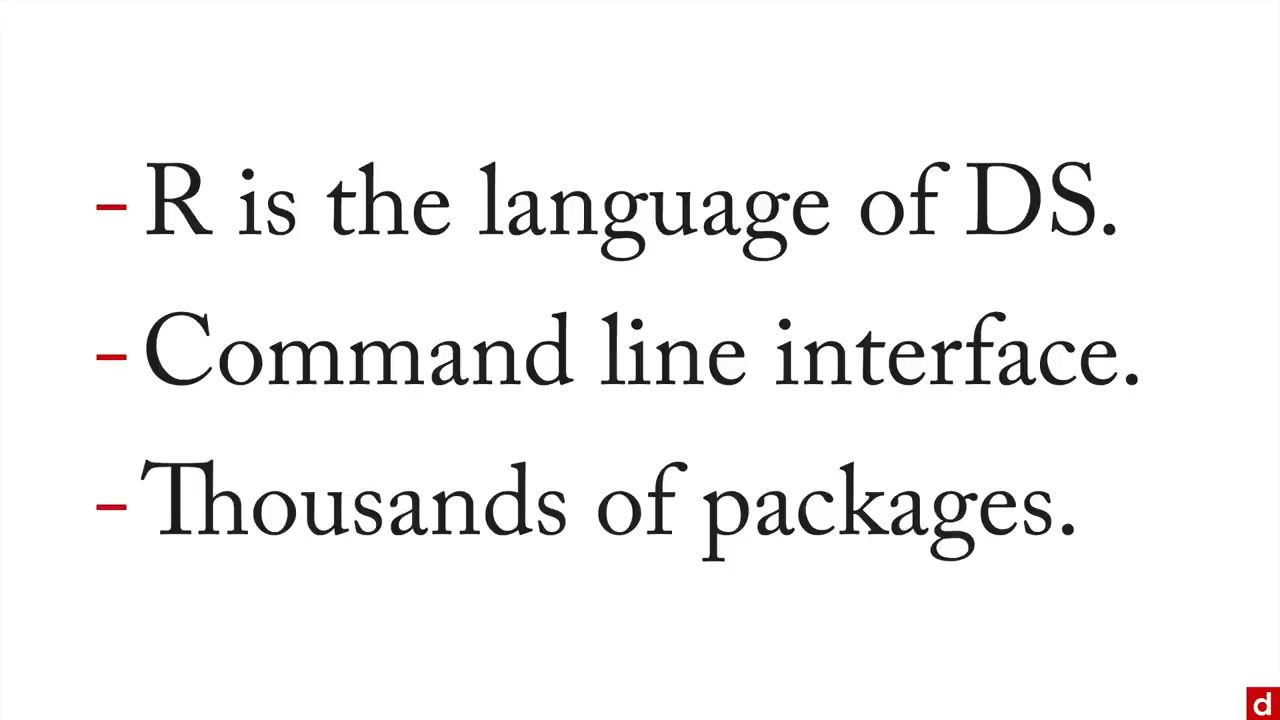 – R is the language of DS.
– Command line interface.
– Thousands of packages.
d